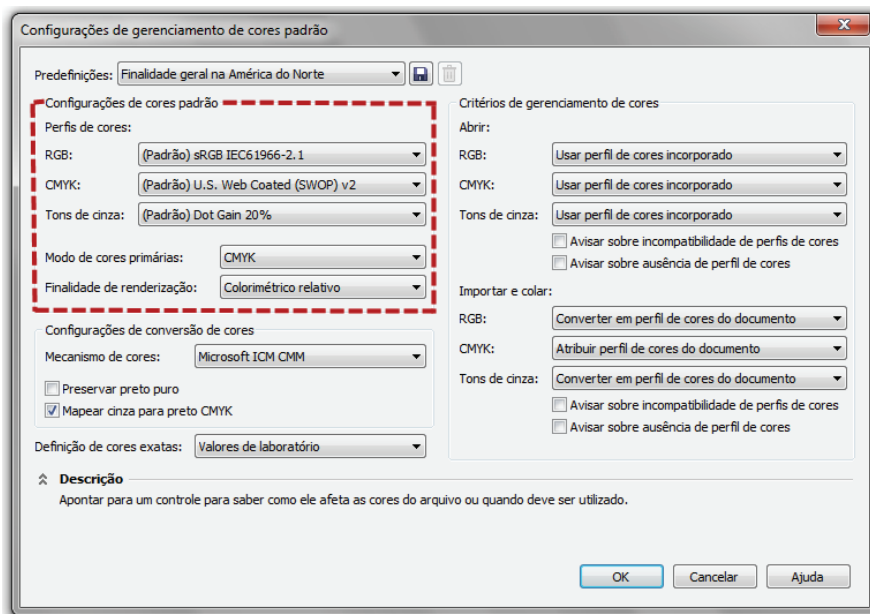 Configurações de gerenciamento de cores padrão
Predefinições: Finalidade geral na América do Norte
Configurações de cores padrão
Perfis de cores:
RGB: (Padrão) sRGB IEC61966-2.1
CMYK: (Padrão) U.S. Web Coated (SWOP) v2
Tons de cinza: (Padrão) Dot Gain 20%
Modo de cores primárias: CMYK
Finalidade de renderização: Colorimétrico relativo
Configurações de conversão de cores
Mecanismo de cores: Microsoft ICM CMM
Preservar preto puro
Mapear cinza para preto CMYK
Definição de cores exatas: Valores de laboratório
Critérios de gerenciamento de cores
Abrir:
RGB: Usar perfil de cores incorporado
CMYK: Usar perfil de cores incorporado
Tons de cinza: Usar perfil de cores incorporado
Avisar sobre incompatibilidade de perfis de cores
Avisar sobre ausência de perfil de cores
Importar e colar:
RGB: Converter em perfil de cores do documento
CMYK: Atribuir perfil de cores do documento
Tons de cinza: Converter em perfil de cores do documento
Avisar sobre incompatibilidade de perfis de cores
Avisar sobre ausência de perfil de cores
Descrição
Apontar para um controle para saber como ele afeta as cores do arquivo ou quando deve ser utilizado.
OK Cancelar Ajuda